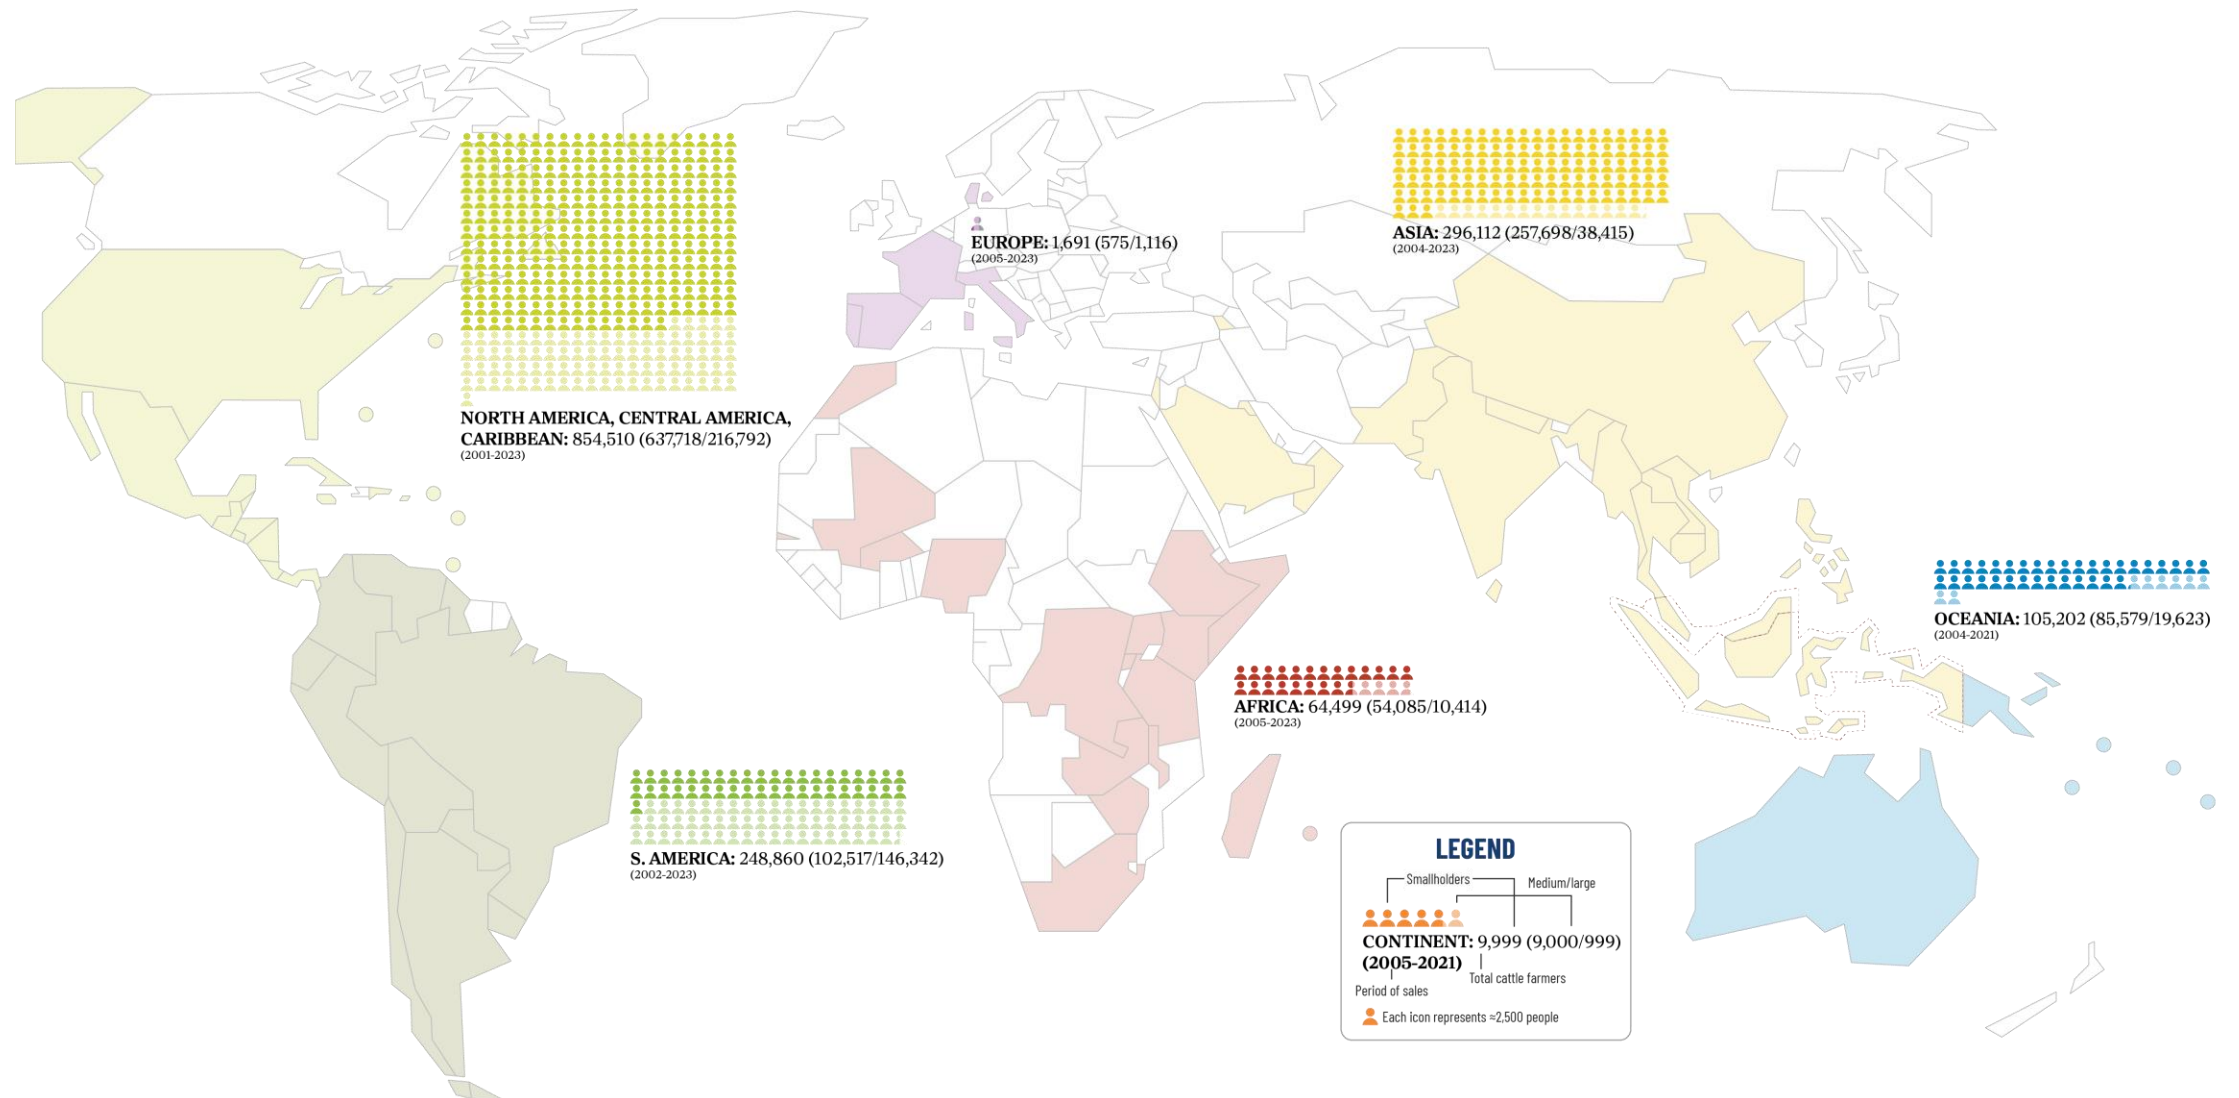 EUROPE: 1,691 (575/1,116)
(2005-2023)
ASIA: 296,112 (257,698/38,415)
(2004-2023)
NORTH AMERICA, CENTRAL AMERICA,
CARIBBEAN: 854,510 (637,718/216,792)
(2001-2023)
OCEANIA: 105,202 (85,579/19,623)
(2004-2021)
AFRICA: 64,499 (54,085/10,414)
(2005-2023)
S. AMERICA: 248,860 (102,517/146,342)
(2002-2023)
LEGEND
Smallholders
Medium/large
CONTINENT: 9,999 (9,000/999)
(2005-2021)
Total cattle farmers
Period of sales
Each icon represents ≈2,500 people